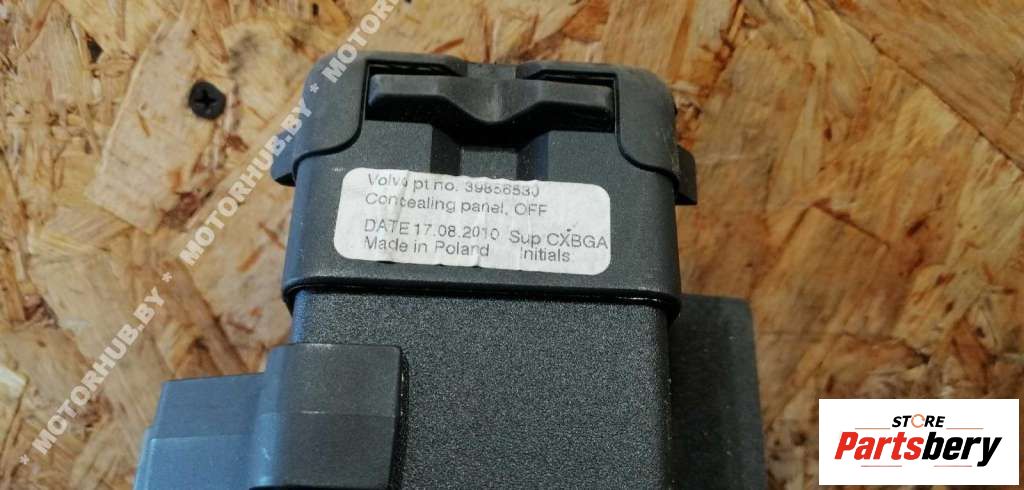 * MOTORHUB.BY * MOTORHUB.BY * MOTORHUB.BY *
Volvo pt no. 39856530
Concealing panel, OFF
DATE 17.08.2010 Sup CXBGA
Made in Poland Initials
STORE
Partsbery